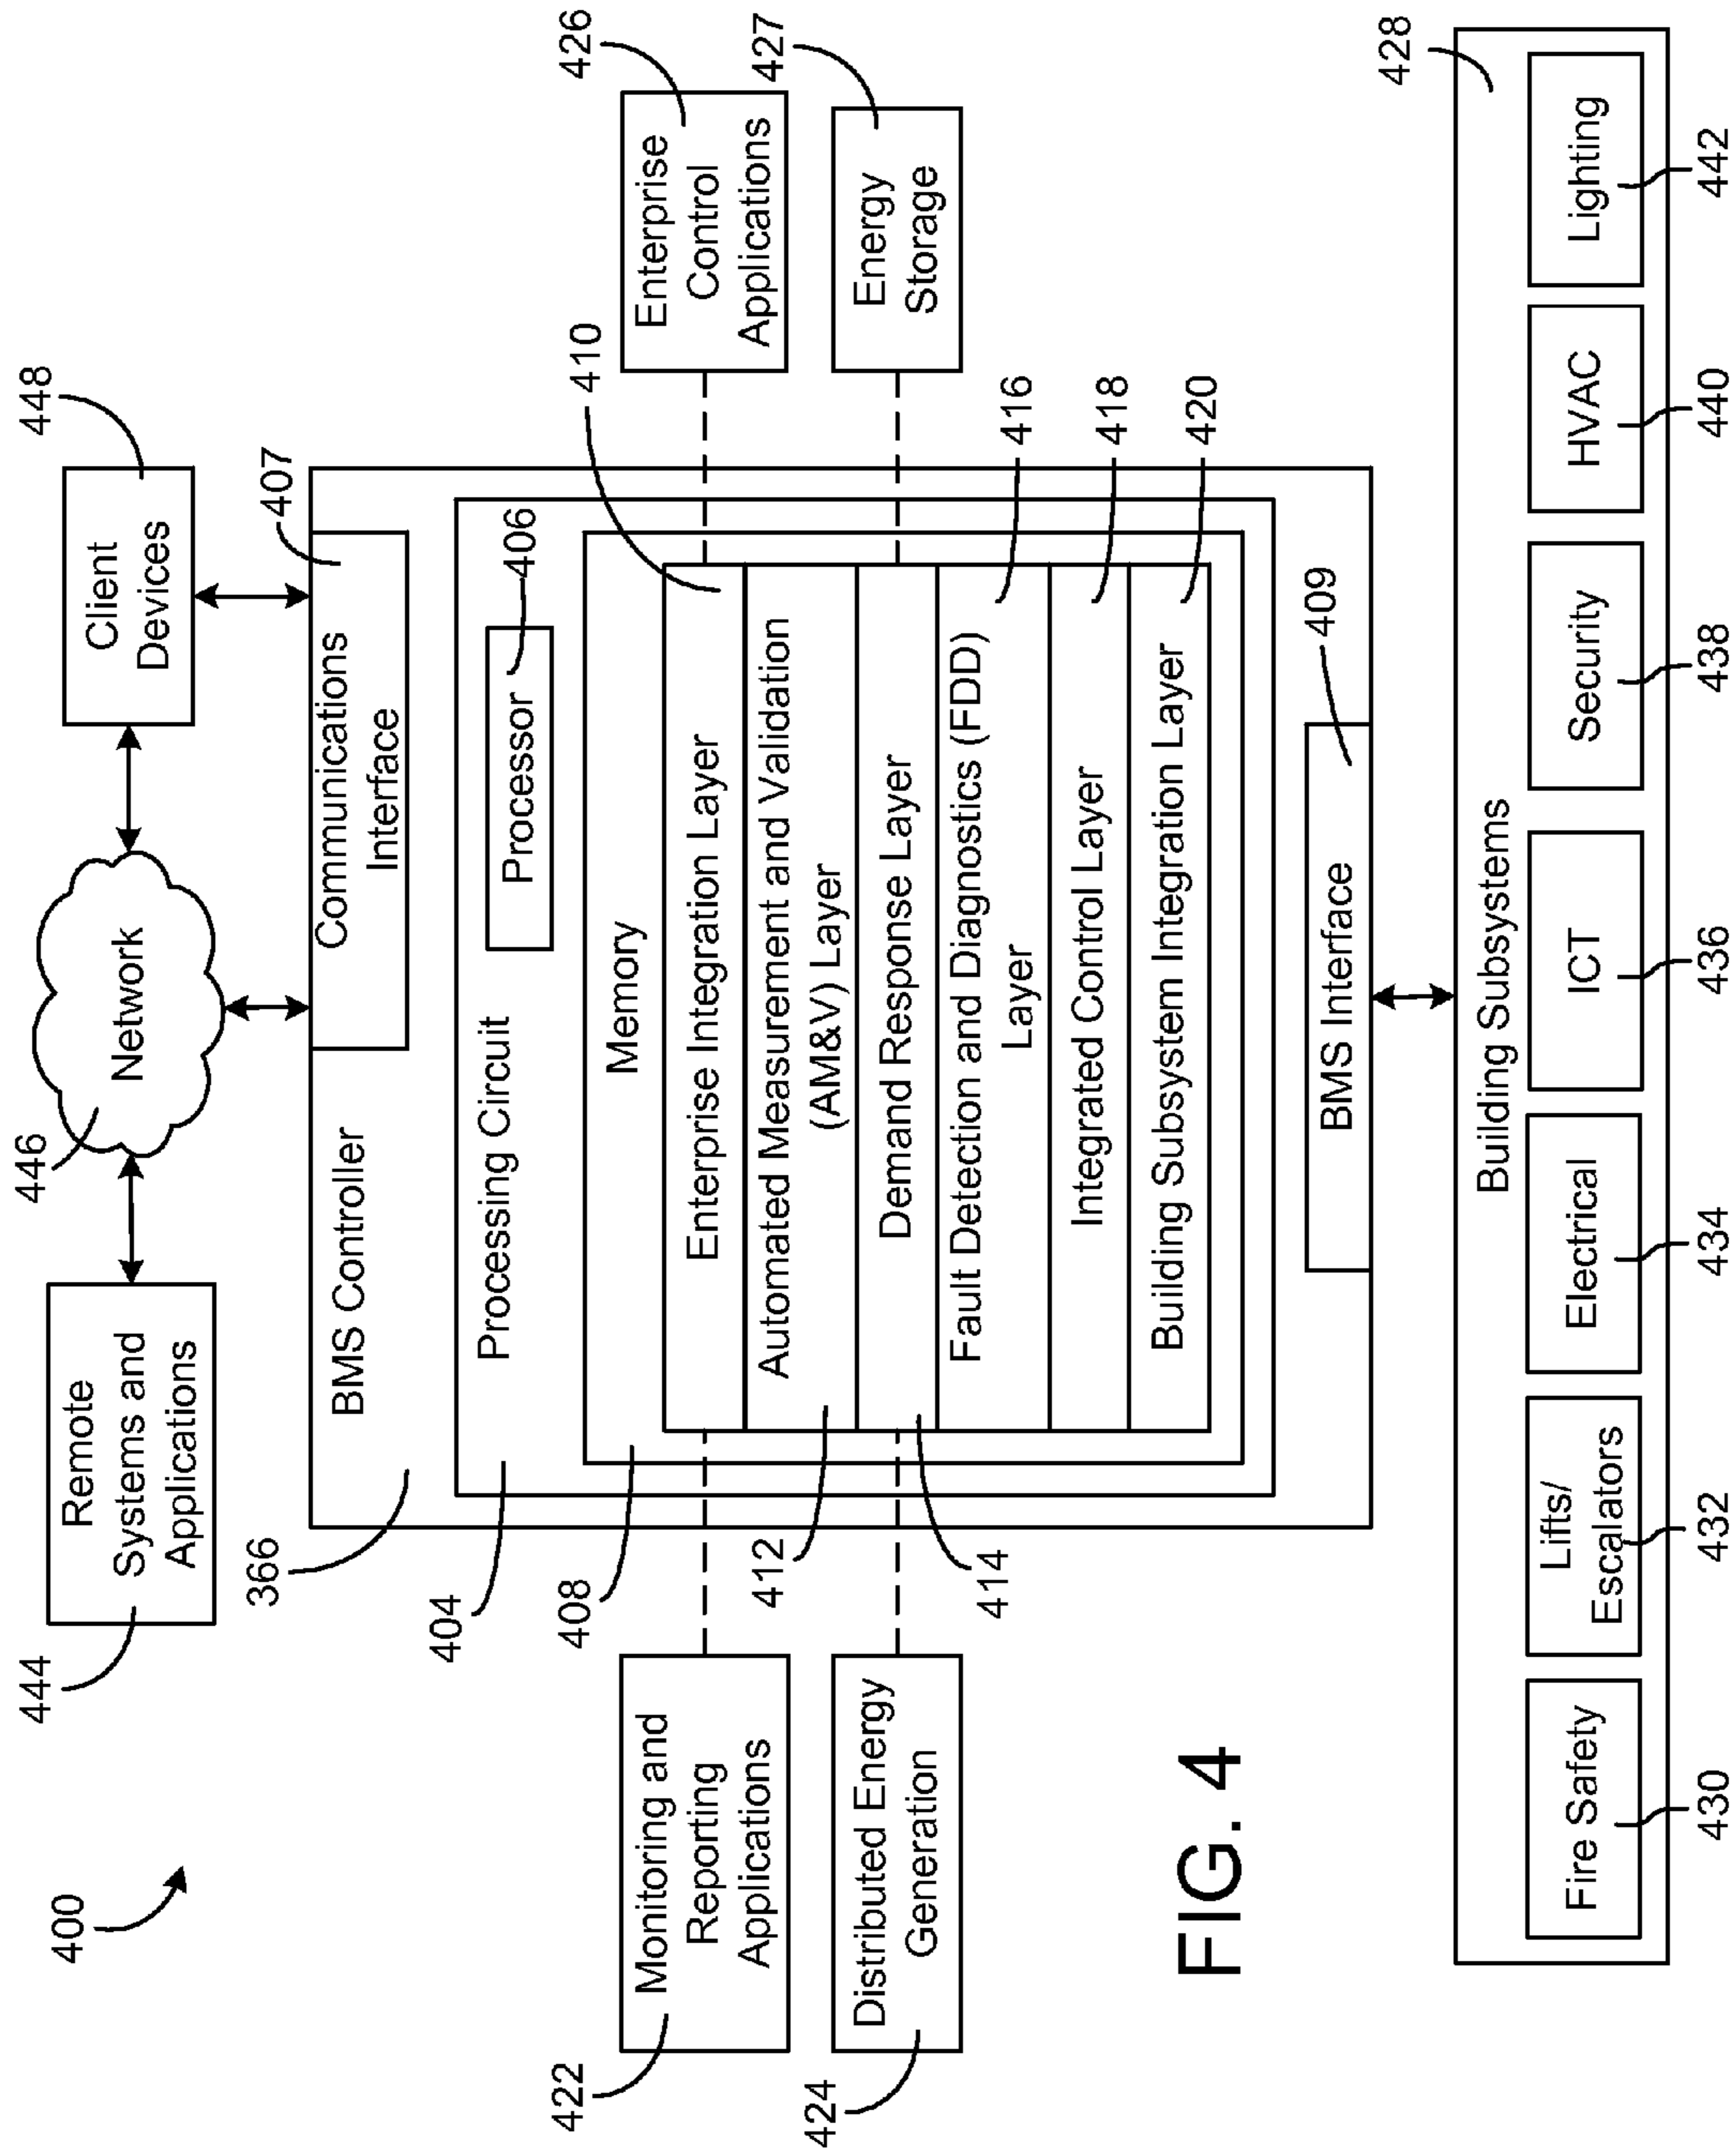 400
444
Remote
Systems and
Applications
446
Network
Client
Devices
448
366
BMS Controller
Communications
Interface
407
404
Processing Circuit
Processor
406
408
Memory
410
Enterprise Integration Layer
Automated Measurement and Validation
(AM&V) Layer
412
Demand Response Layer
414
Fault Detection and Diagnostics (FDD)
Layer
416
Integrated Control Layer
418
Building Subsystem Integration Layer
420
422
Monitoring and
Reporting
Applications
424
Distributed Energy
Generation
Enterprise
Control
Applications
426
Energy
Storage
427
BMS Interface
409
FIG. 4
Building Subsystems
428
Fire Safety
Lifts/
Escalators
Electrical
ICT
Security
HVAC
Lighting
430
432
434
436
438
440
442